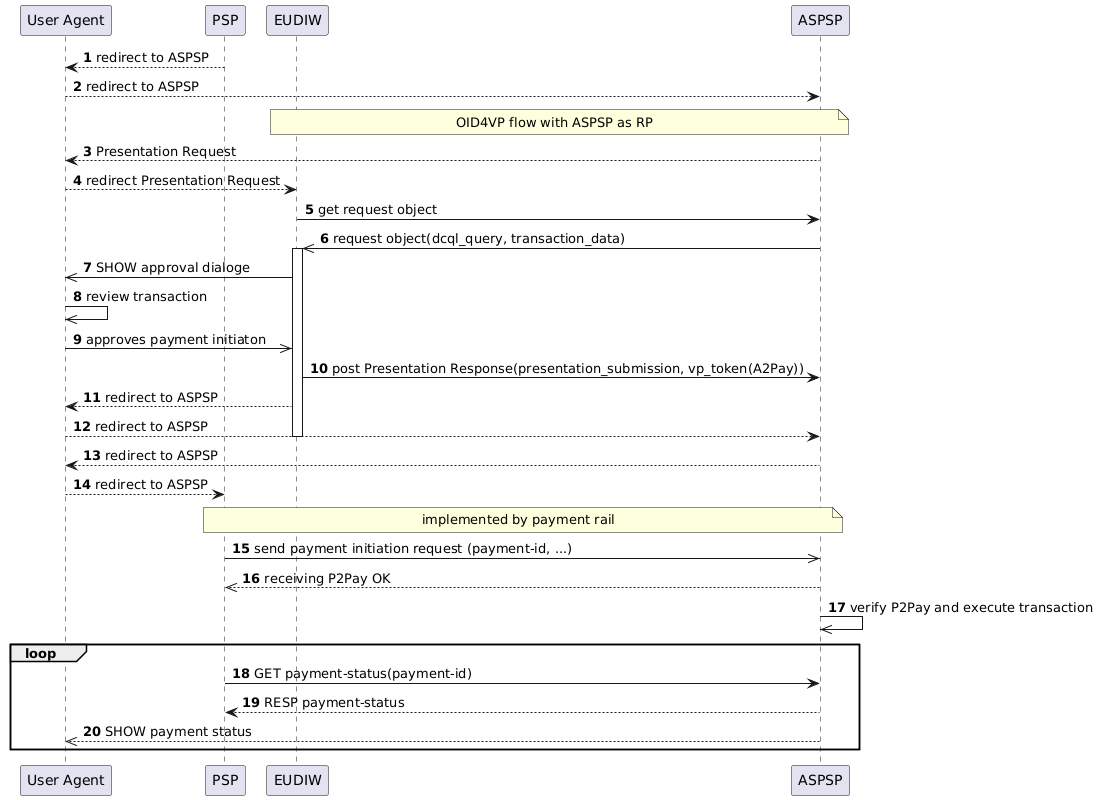 User Agent PSP EUDIW ASPSP
1 redirect to ASPSP
2 redirect to ASPSP
OID4VP flow with ASPSP as RP
3 Presentation Request
4 redirect Presentation Request
5 get request object
6 request object(dcql_query, transaction_data)
7 SHOW approval dialoge
8 review transaction
9 approves payment initiaton
10 post Presentation Response(presentation_submission, vp_token(A2Pay))
11 redirect to ASPSP
12 redirect to ASPSP
13 redirect to ASPSP
14 redirect to ASPSP
implemented by payment rail
15 send payment initiation request (payment-id, ...)
16 receiving P2Pay OK
17 verify P2Pay and execute transaction
loop
18 GET payment-status(payment-id)
19 RESP payment-status
20 SHOW payment status
User Agent PSP EUDIW ASPSP